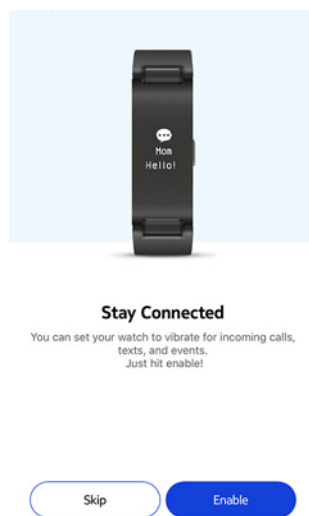 Mom
Hello!
Stay Connected
You can set your watch to vibrate for incoming calls,
texts, and events.
Just hit enable!
Skip
Enable